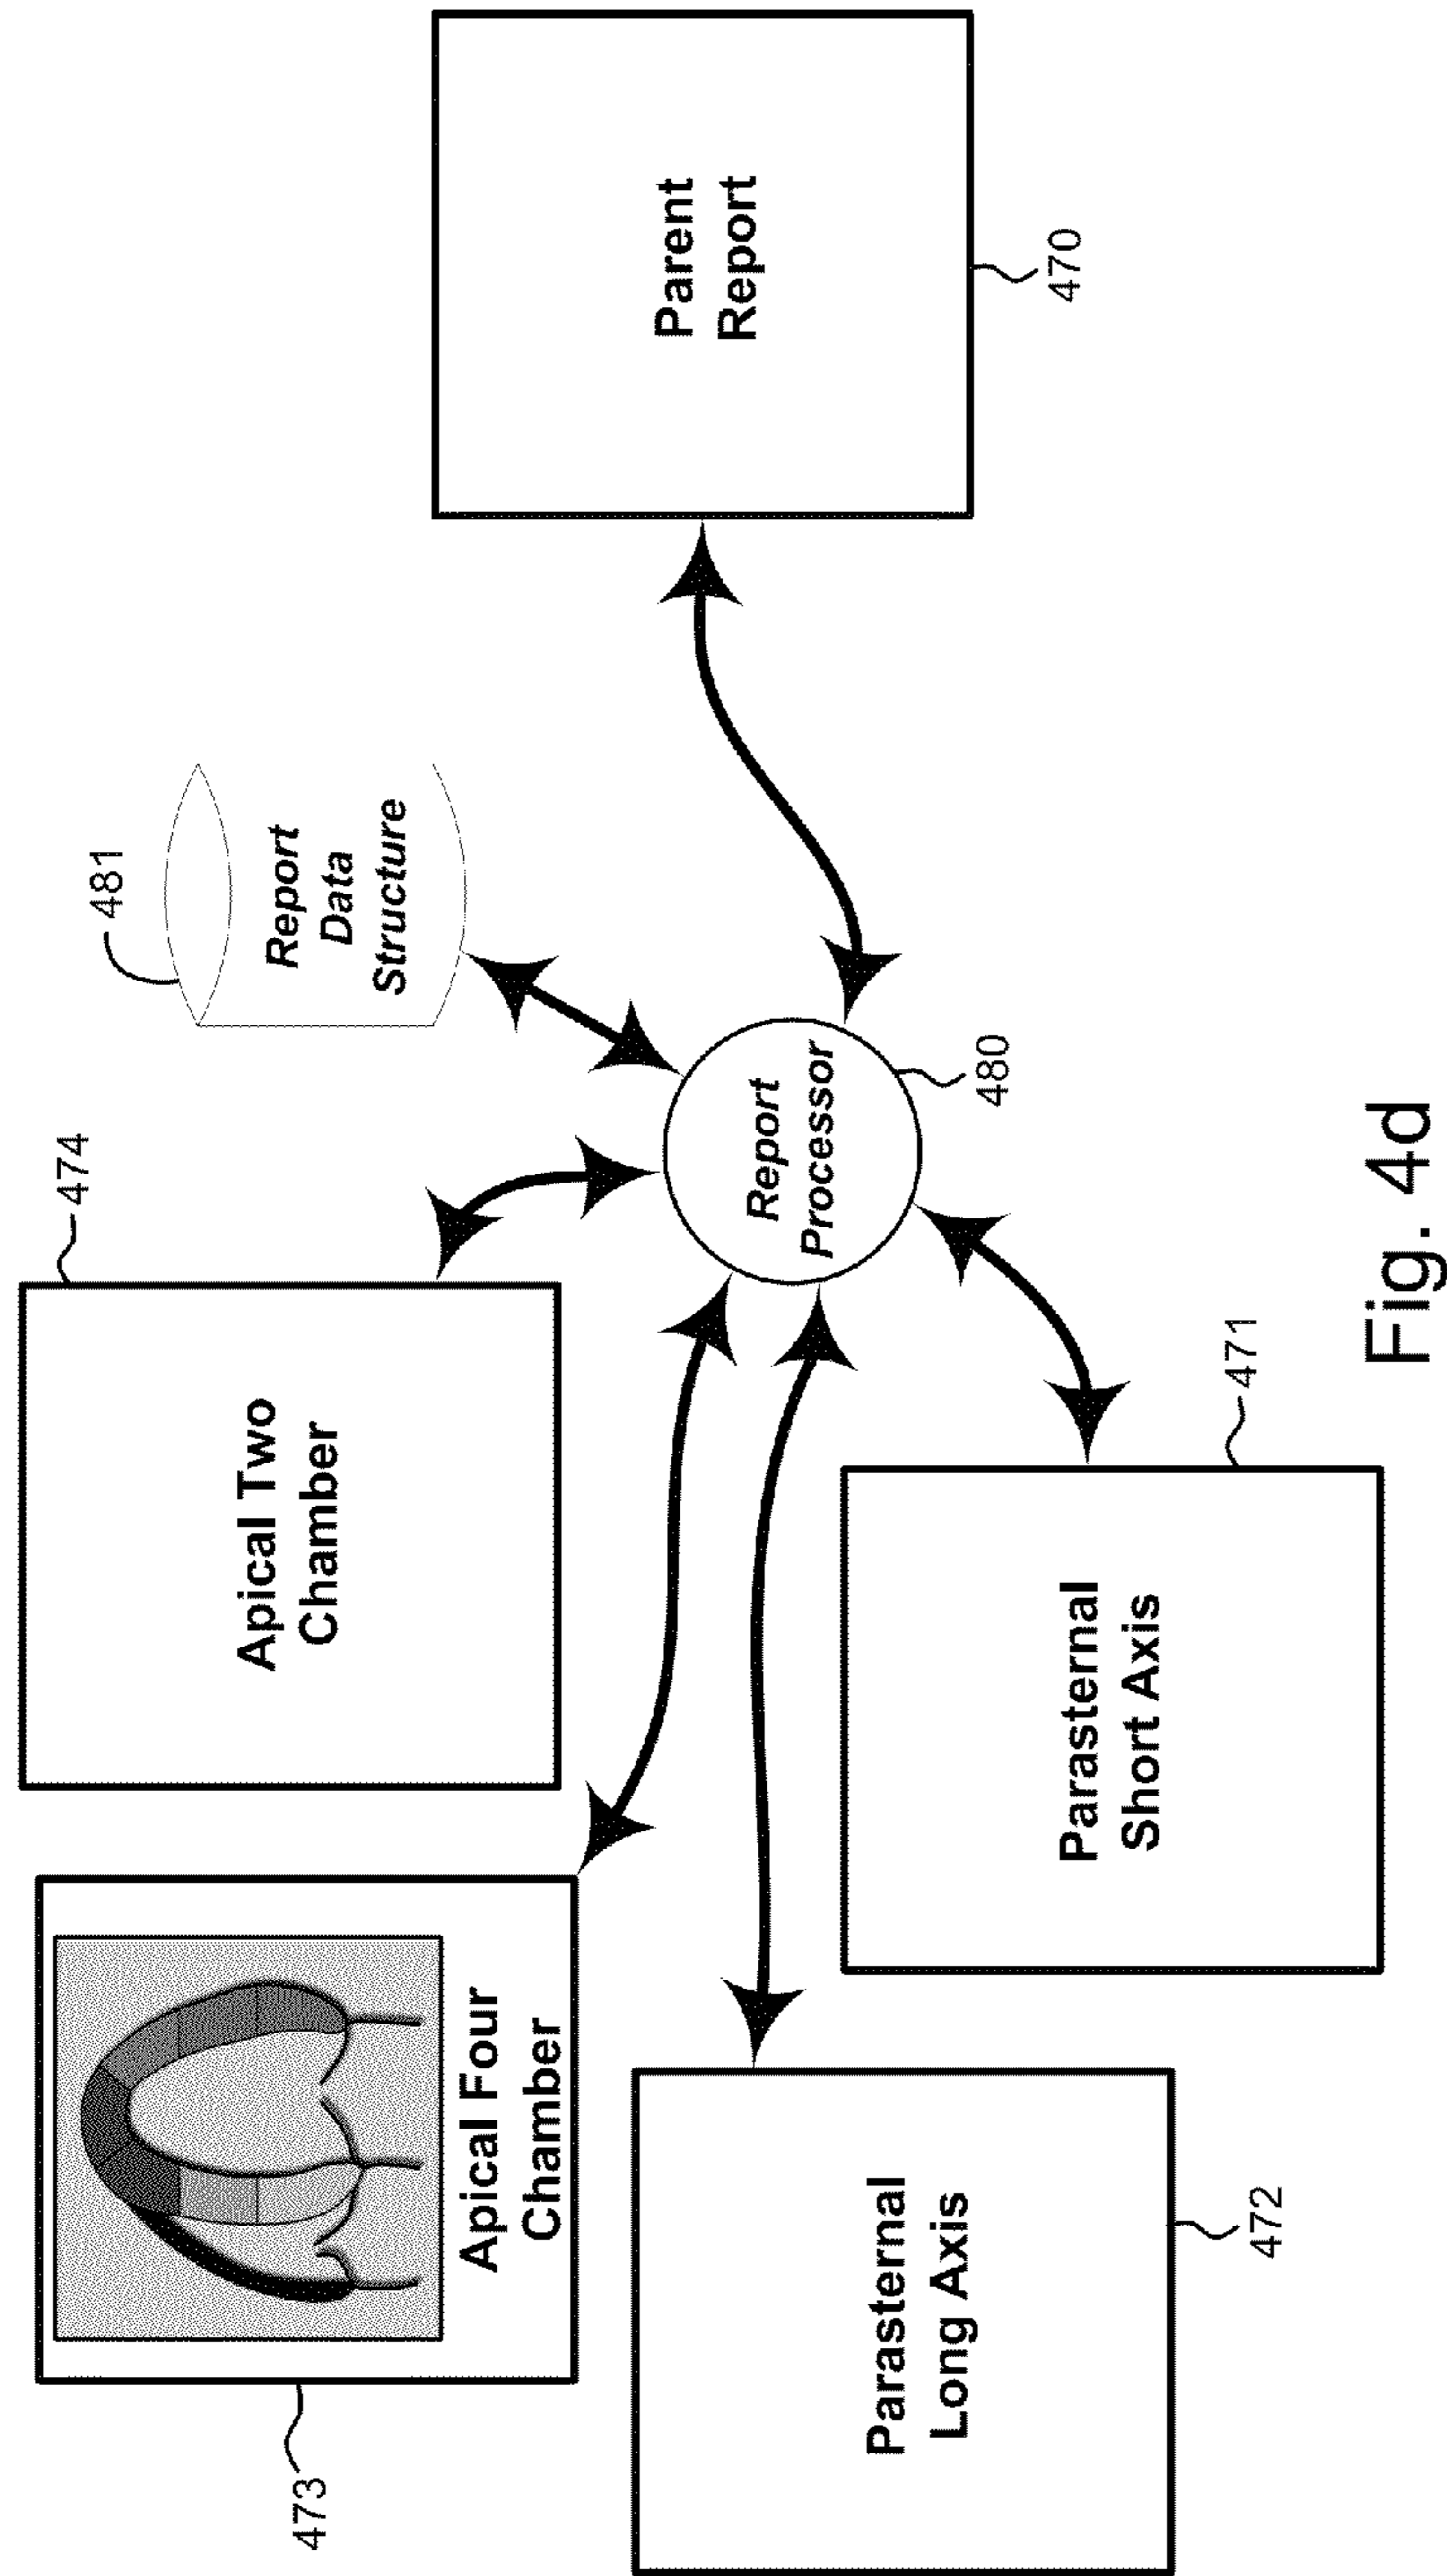 473
Apical Four
Chamber
474
Apical Two
Chamber
481
Report
Data
Structure
Parasternal
Long Axis
472
Parasternal
Short Axis
471
Report
Processor
480
Parent
Report
470
Fig. 4d